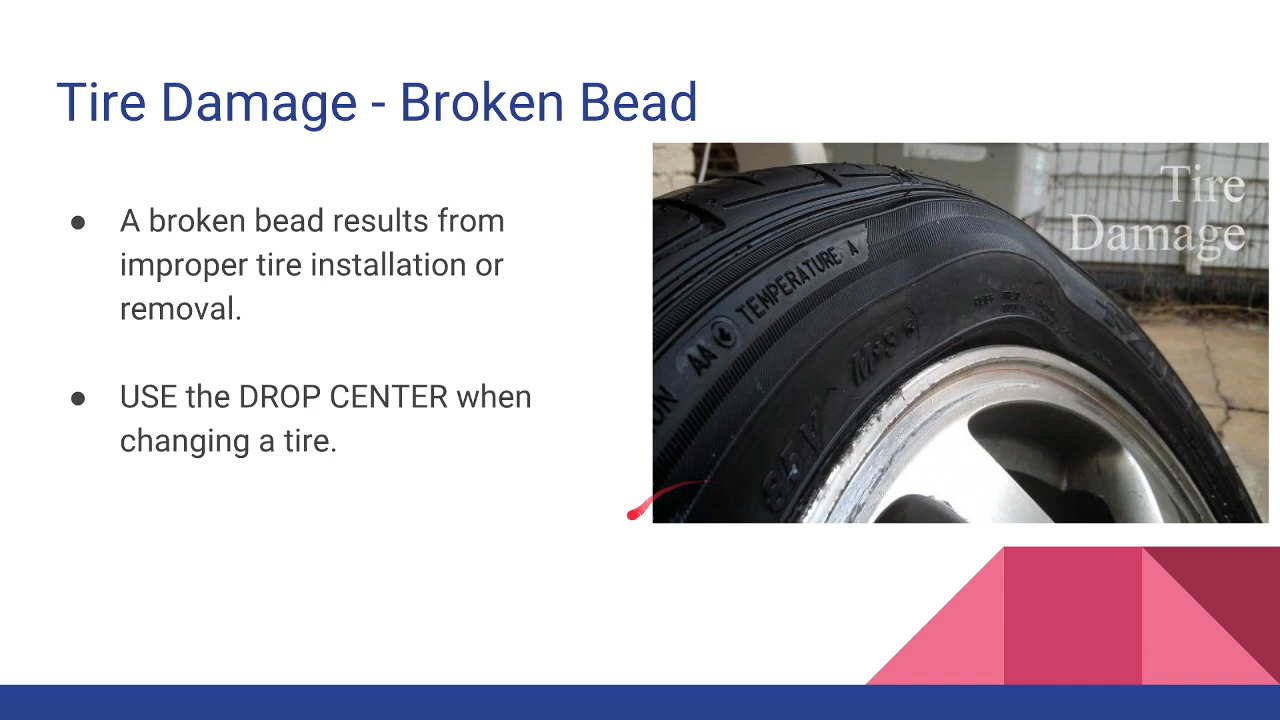 Tire Damage - Broken Bead
● A broken bead results from
improper tire installation or
removal.
● USE the DROP CENTER when
changing a tire.
Tire
Damage
AA TEMPERATURE A
M+S
85V